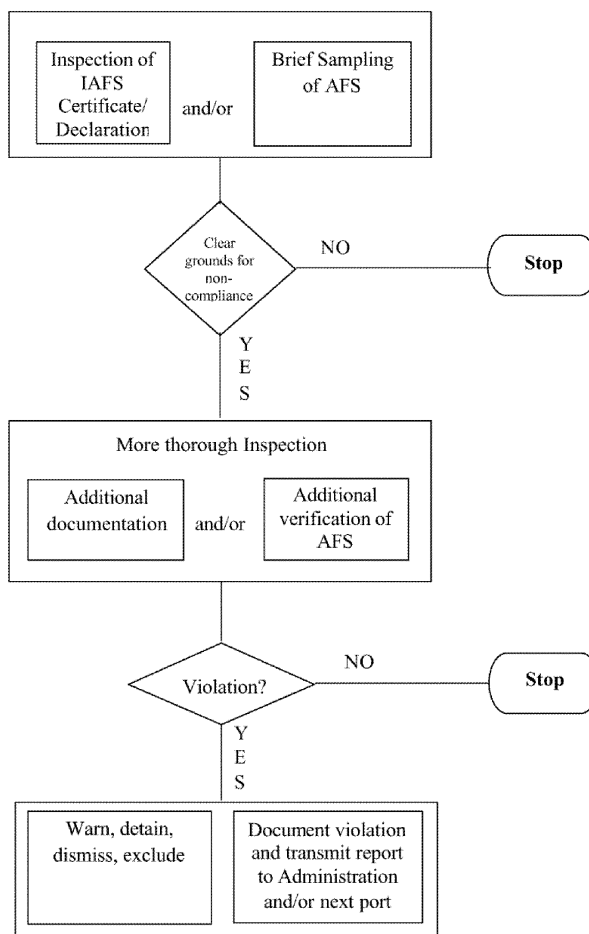 Inspection of
IAFS
Certificate/
Declaration
and/or
Brief Sampling
of AFS
Clear
grounds for
non-
compliance
NO
Stop
Y
E
S
More thorough Inspection
Additional
documentation
and/or
Additional
verification of
AFS
Violation?
NO
Stop
Y
E
S
Warn, detain,
dismiss, exclude
Document violation
and transmit report
to Administration
and/or next port